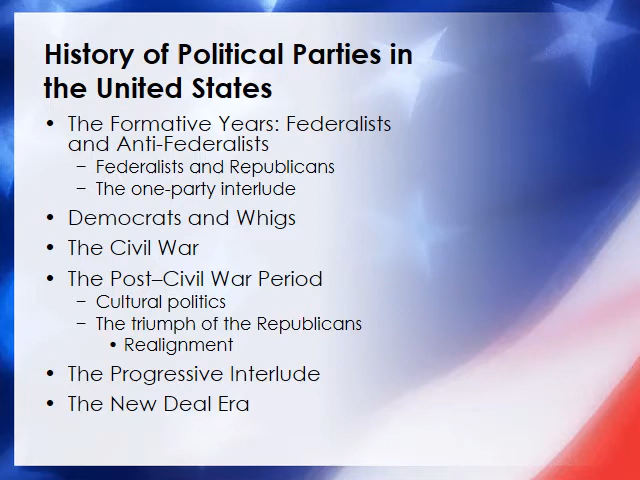 History of Political Parties in
the United States
• The Formative Years: Federalists
and Anti-Federalists
– Federalists and Republicans
– The one-party interlude
• Democrats and Whigs
• The Civil War
• The Post–Civil War Period
– Cultural politics
– The triumph of the Republicans
• Realignment
• The Progressive Interlude
• The New Deal Era